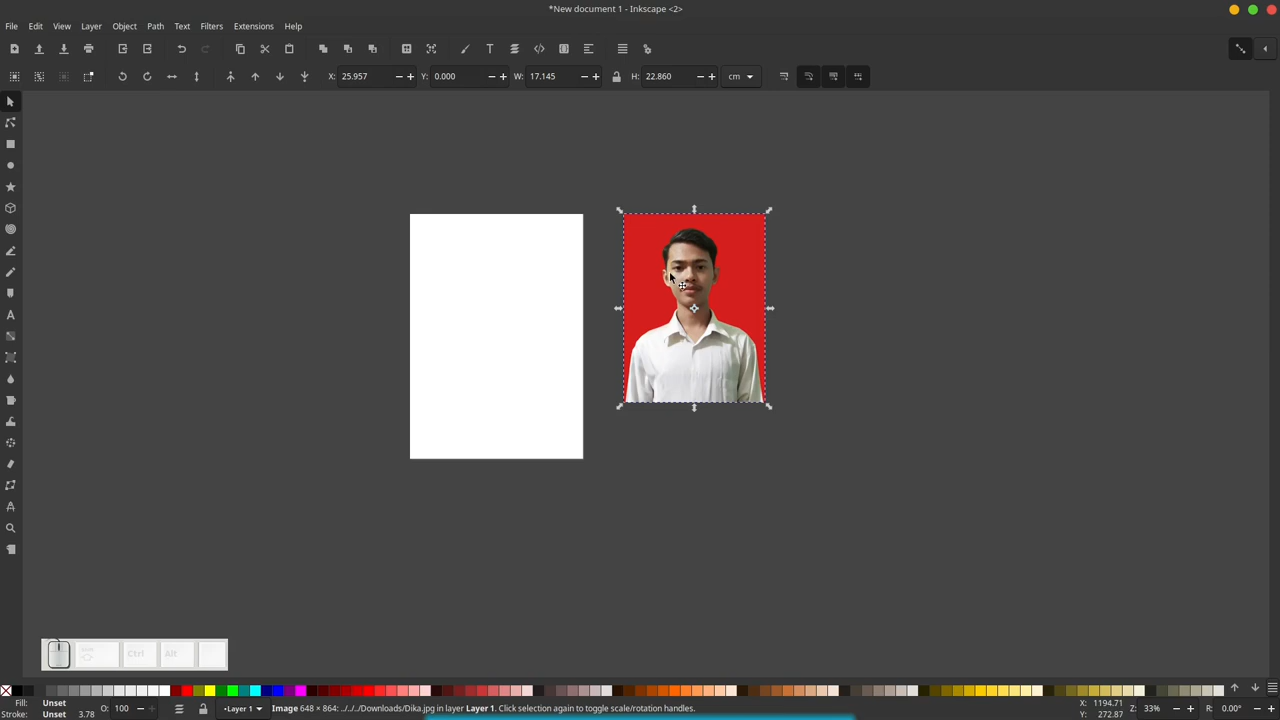 *New document 1 - Inkscape <2>
File Edit View Layer Object Path Text Filters Extensions Help
X: 25.957 Y: 0.000 W: 17.145 H: 22.860 cm
Ctrl Alt
Fill: Unset
Stroke: Unset 3.78
O: 100
•Layer 1
Image 648 × 864: ../../../Downloads/Dika.jpg in layer Layer 1. Click selection again to toggle scale/rotation handles.
X: 1194.71
Y: 272.87
Z: 33%
R: 0.00°